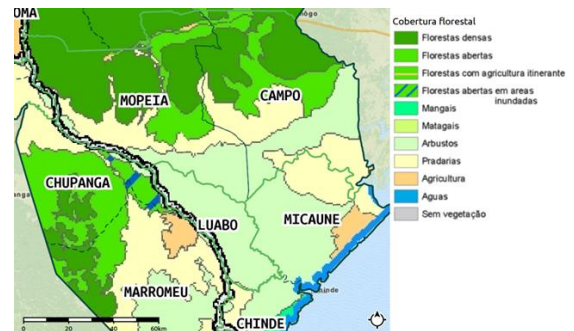 OMA
MOPEIA
CAMPO
CHUPANGA
LUABO
MICAUNE
MARROMEU
CHINDE
hinde
0 20 40 60km
Cobertura florestal
Florestas densas
Florestas abertas
Florestas com agricultura itinerante
Florestas abertas em areas
inundadas
Mangais
Matagais
Arbustos
Pradarias
Agricultura
Aguas
Sem vegetação